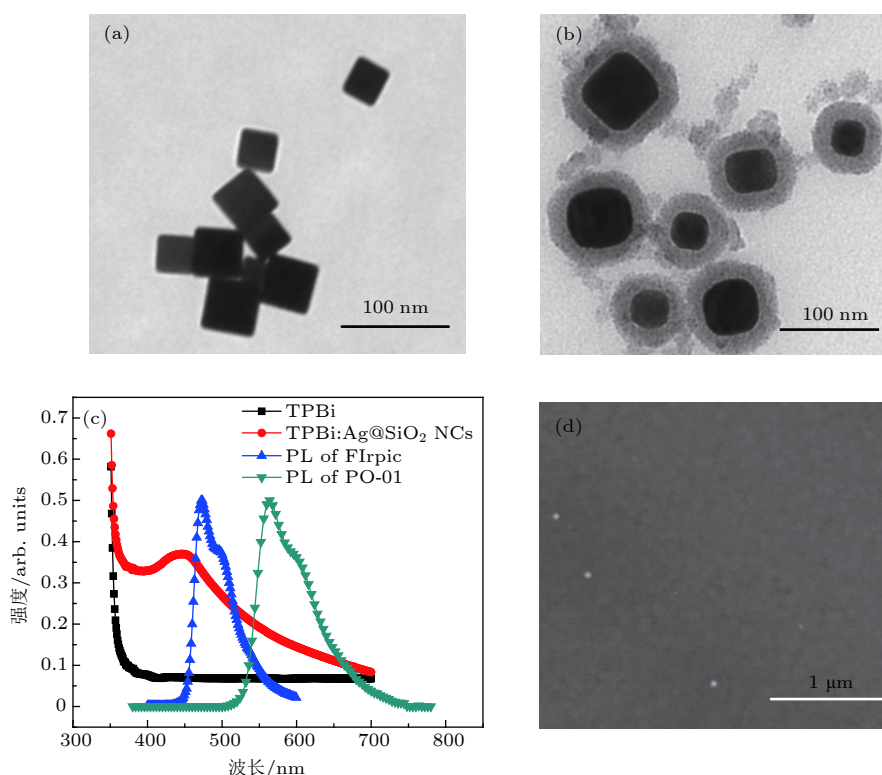 (a)
100 nm
(b)
100 nm
(c)
TPBi
TPBi:Ag@SiO₂ NCs
PL of FIrpic
PL of PO-01
0.7
0.6
0.5
0.4
0.3
0.2
0.1
0
强度/arb. units
300
400
500
600
700
800
波长/nm
(d)
1 μm